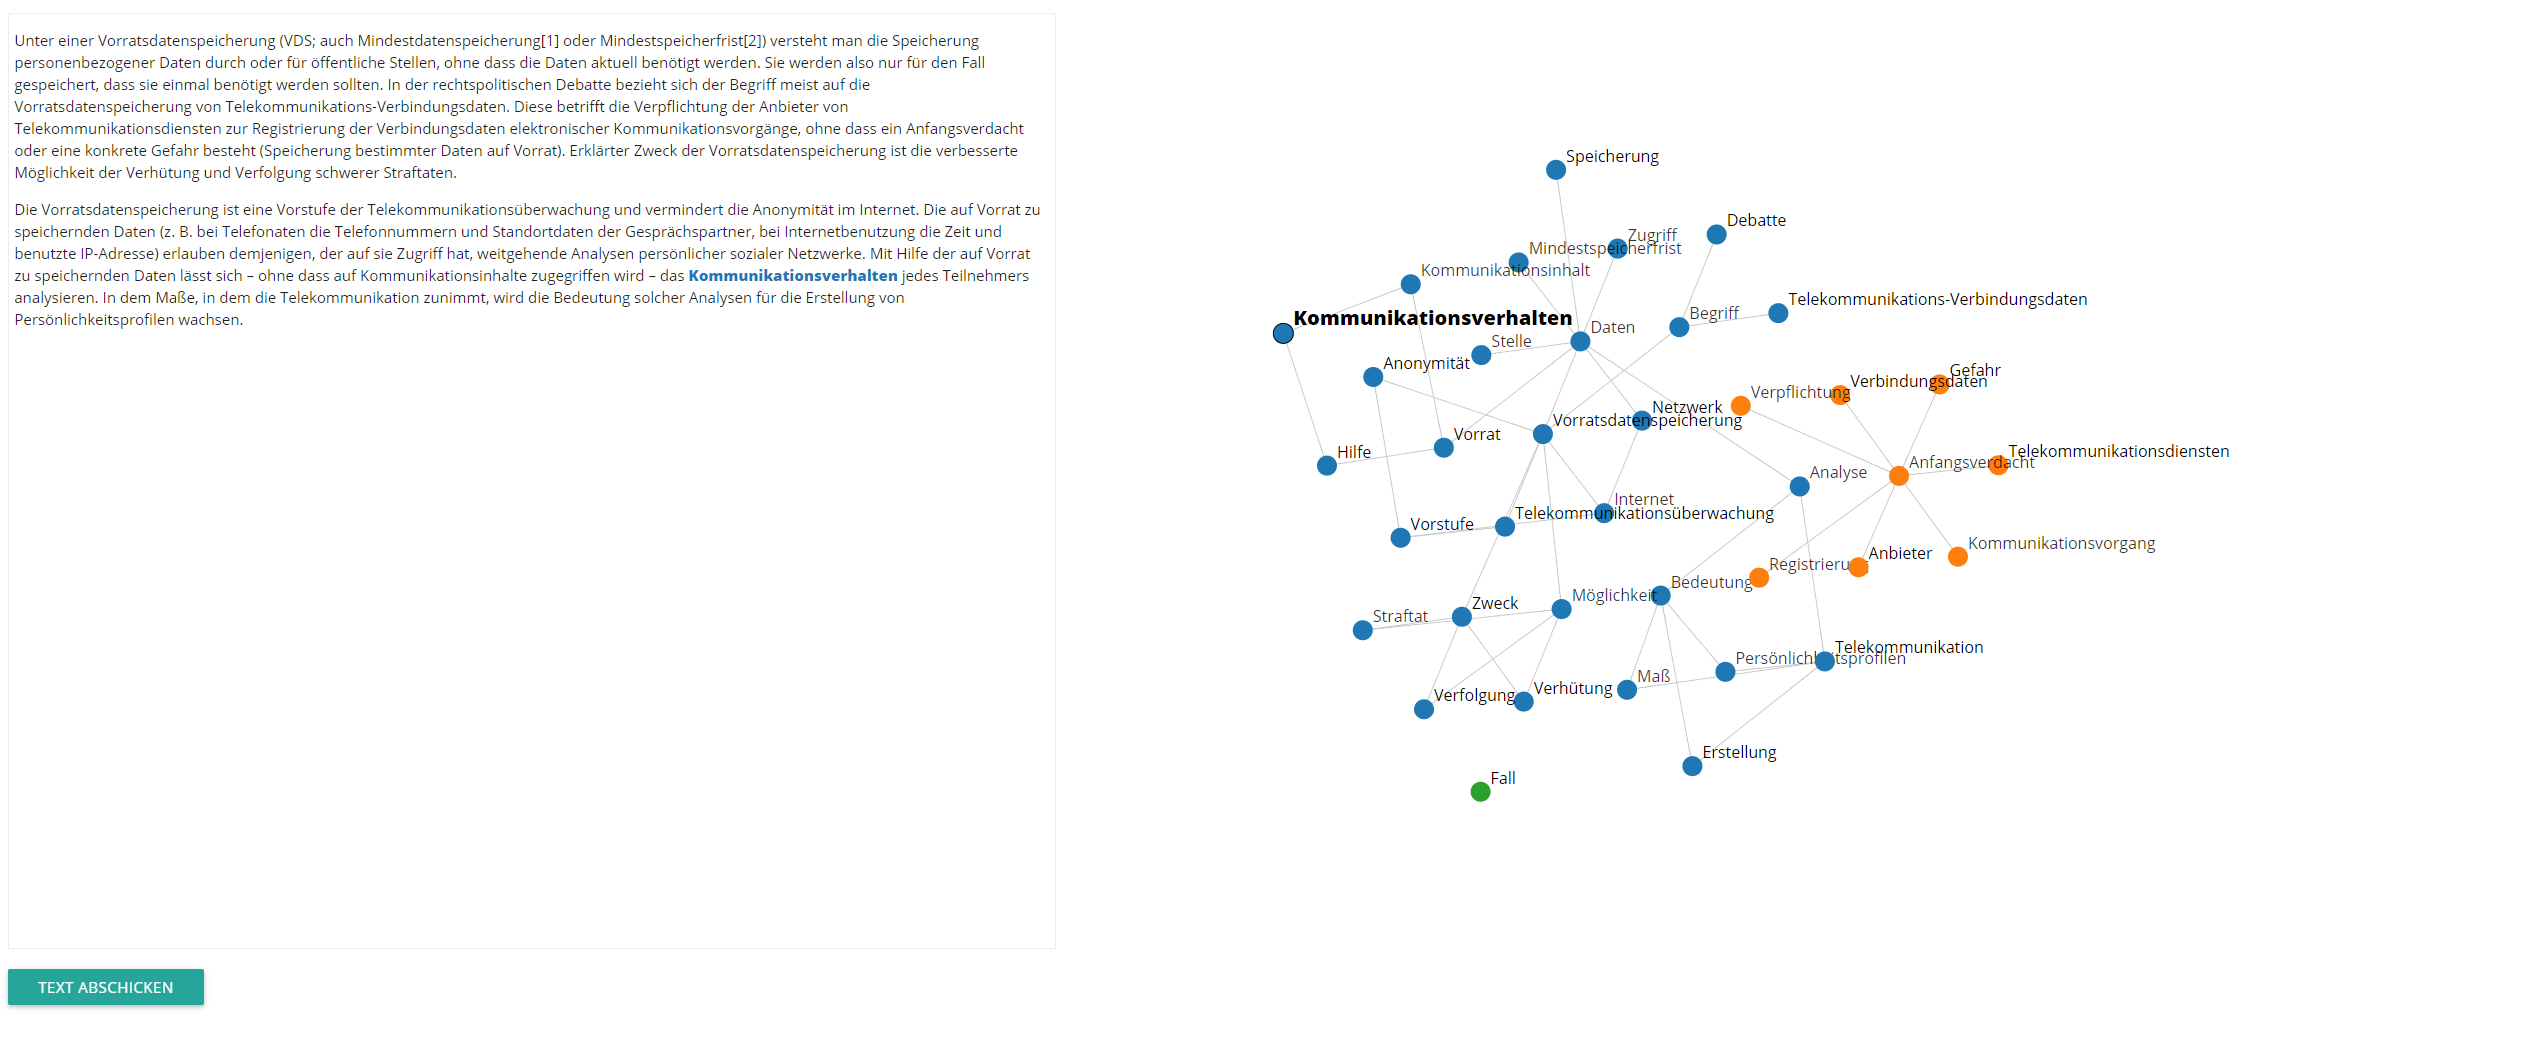 Unter einer Vorratsdatenspeicherung (VDS; auch Mindestdatenspeicherung[1] oder Mindestspeicherfrist[2]) versteht man die Speicherung
personenbezogener Daten durch oder für öffentliche Stellen, ohne dass die Daten aktuell benötigt werden. Sie werden also nur für den Fall
gespeichert, dass sie einmal benötigt werden sollten. In der rechtspolitischen Debatte bezieht sich der Begriff meist auf die
Vorratsdatenspeicherung von Telekommunikations-Verbindungsdaten. Diese betrifft die Verpflichtung der Anbieter von
Telekommunikationsdiensten zur Registrierung der Verbindungsdaten elektronischer Kommunikationsvorgänge, ohne dass ein Anfangsverdacht
oder eine konkrete Gefahr besteht (Speicherung bestimmter Daten auf Vorrat). Erklärter Zweck der Vorratsdatenspeicherung ist die verbesserte
Möglichkeit der Verhütung und Verfolgung schwerer Straftaten.
Die Vorratsdatenspeicherung ist eine Vorstufe der Telekommunikationsüberwachung und vermindert die Anonymität im Internet. Die auf Vorrat zu
speichernden Daten (z. B. bei Telefonaten die Telefonnummern und Standortdaten der Gesprächspartner, bei Internetbenutzung die Zeit und
benutzte IP-Adresse) erlauben demjenigen, der auf sie Zugriff hat, weitgehende Analysen persönlicher sozialer Netzwerke. Mit Hilfe der auf Vorrat
zu speichernden Daten lässt sich – ohne dass auf Kommunikationsinhalte zugegriffen wird – das Kommunikationsverhalten jedes Teilnehmers
analysieren. In dem Maße, in dem die Telekommunikation zunimmt, wird die Bedeutung solcher Analysen für die Erstellung von
Persönlichkeitsprofilen wachsen.
TEXT ABSCHICKEN
Speicherung
Debatte
Zugriff
Mindestspeicherfrist
Kommunikationsinhalt
Telekommunikations-Verbindungsdaten
Begriff
Kommunikationsverhalten
Daten
Stelle
Anonymität
Gefahr
Verbindungsdaten
Verpflichtung
Netzwerk
Vorratsdatenspeicherung
Vorrat
Hilfe
Telekommunikationsdiensten
Anfangsverdacht
Analyse
Internet
Telekommunikationsüberwachung
Vorstufe
Kommunikationsvorgang
Anbieter
Registrierung
Bedeutung
Möglichkeit
Zweck
Straftat
Telekommunikation
Persönlichkeitsprofilen
Maß
Verhütung
Verfolgung
Erstellung
Fall